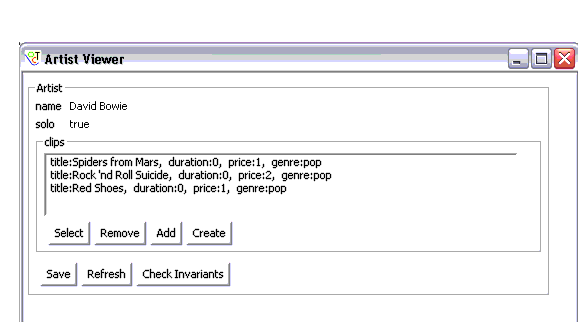 Artist Viewer
Artist
name David Bowie
solo true
clips
title:Spiders from Mars, duration:0, price:1, genre:pop
title:Rock 'nd Roll Suicide, duration:0, price:2, genre:pop
title:Red Shoes, duration:0, price:1, genre:pop
Select Remove Add Create
Save Refresh Check Invariants